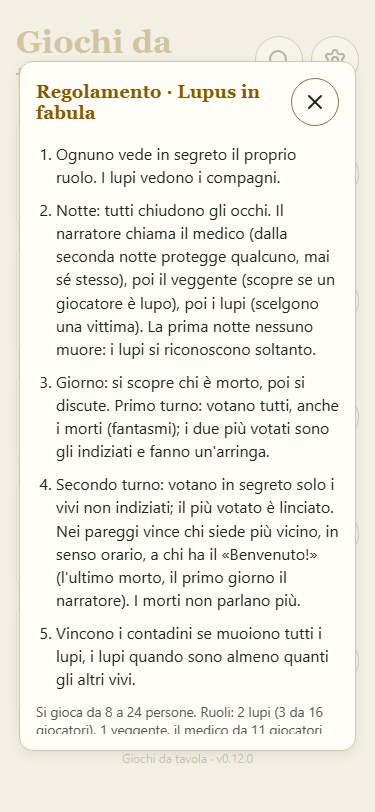 Giochi da
Regolamento · Lupus in
fabula
1. Ognuno vede in segreto il proprio
ruolo. I lupi vedono i compagni.
2. Notte: tutti chiudono gli occhi. Il
narratore chiama il medico (dalla
seconda notte protegge qualcuno, mai
sé stesso), poi il veggente (scopre se un
giocatore è lupo), poi i lupi (scelgono
una vittima). La prima notte nessuno
muore: i lupi si riconoscono soltanto.
3. Giorno: si scopre chi è morto, poi si
discute. Primo turno: votano tutti, anche
i morti (fantasmi); i due più votati sono
gli indiziati e fanno un'arringa.
4. Secondo turno: votano in segreto solo i
vivi non indiziati; il più votato è linciato.
Nei pareggi vince chi siede più vicino, in
senso orario, a chi ha il «Benvenuto!»
(l'ultimo morto, il primo giorno il
narratore). I morti non parlano più.
5. Vincono i contadini se muoiono tutti i
lupi, i lupi quando sono almeno quanti
gli altri vivi.
Si gioca da 8 a 24 persone. Ruoli: 2 lupi (3 da 16
giocatori), 1 veggente, il medico da 11 giocatori
Giochi da tavola · v0.12.0